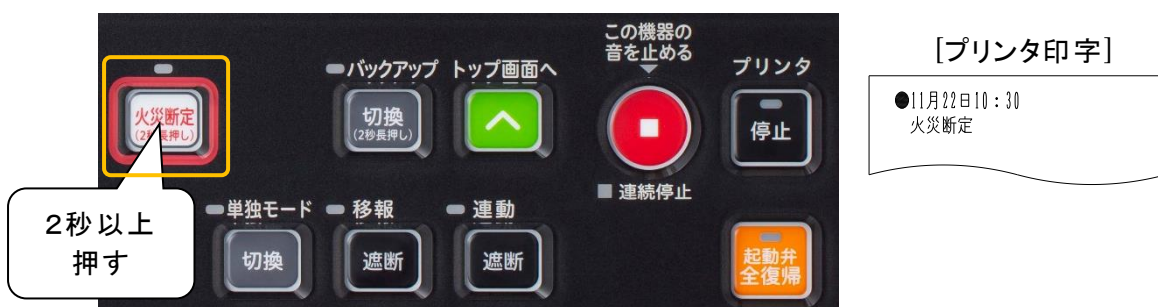 この機器の
音を止める
バックアップ
トップ画面へ
プリンタ
火災断定
(2秒長押し)
切換
(2秒長押し)
停止
連続停止
単独モード
移報
連動
切換
遮断
遮断
起動弁
全復帰
2秒以上
押す
[プリンタ印字]
●11月22日10:30
火災断定